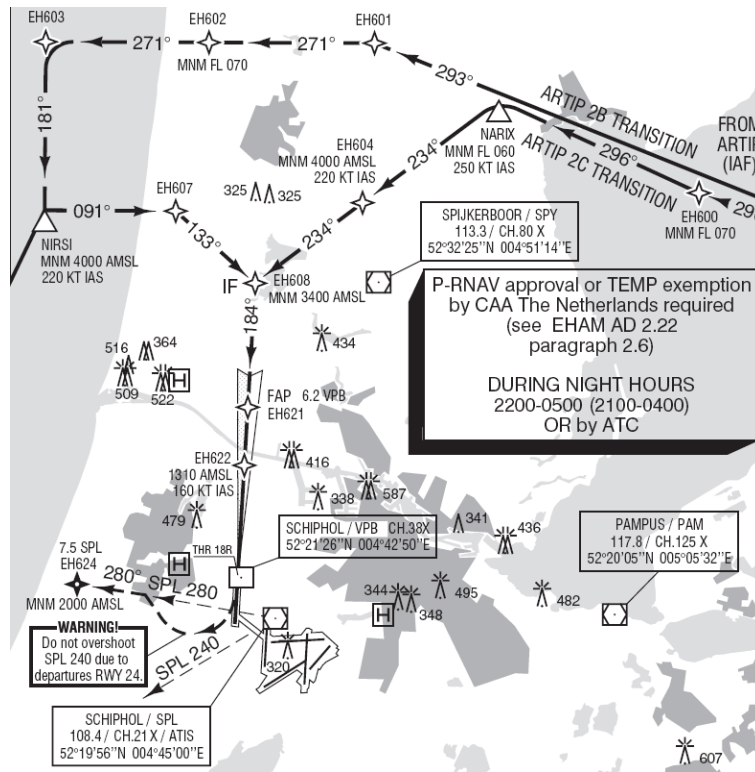 EH603
EH602
EH601
271°
271°
MNM FL 070
293°
ARTIP 2B TRANSITION
181°
NARIX
MNM FL 060
250 KT IAS
ARTIP 2C TRANSITION
296°
FROM
ARTIP
(IAF)
EH604
MNM 4000 AMSL
220 KT IAS
234°
325
325
EH607
091°
133°
234°
EH600
MNM FL 070
NIRSI
MNM 4000 AMSL
220 KT IAS
SPIJKERBOOR / SPY
113.3 / CH.80 X
52°32'25"N 004°51'14"E
IF
EH608
MNM 3400 AMSL
184°
P-RNAV approval or TEMP exemption
by CAA The Netherlands required
(see EHAM AD 2.22
paragraph 2.6)
DURING NIGHT HOURS
2200-0500 (2100-0400)
OR by ATC
434
516
364
509
522
H
FAP 6.2 VPB
EH621
EH622
1310 AMSL
160 KT IAS
416
338
587
479
341
436
SCHIPHOL / VPB CH.38X
52°21'26"N 004°42'50"E
PAMPUS / PAM
117.8 / CH.125 X
52°20'05"N 005°05'32"E
7.5 SPL
EH624
H
THR 18R
280° SPL 280
MNM 2000 AMSL
344
348
495
482
H
WARNING!
Do not overshoot
SPL 240 due to
departures RWY 24.
SPL 240
320
SCHIPHOL / SPL
108.4 / CH.21X / ATIS
52°19'56"N 004°45'00"E
607